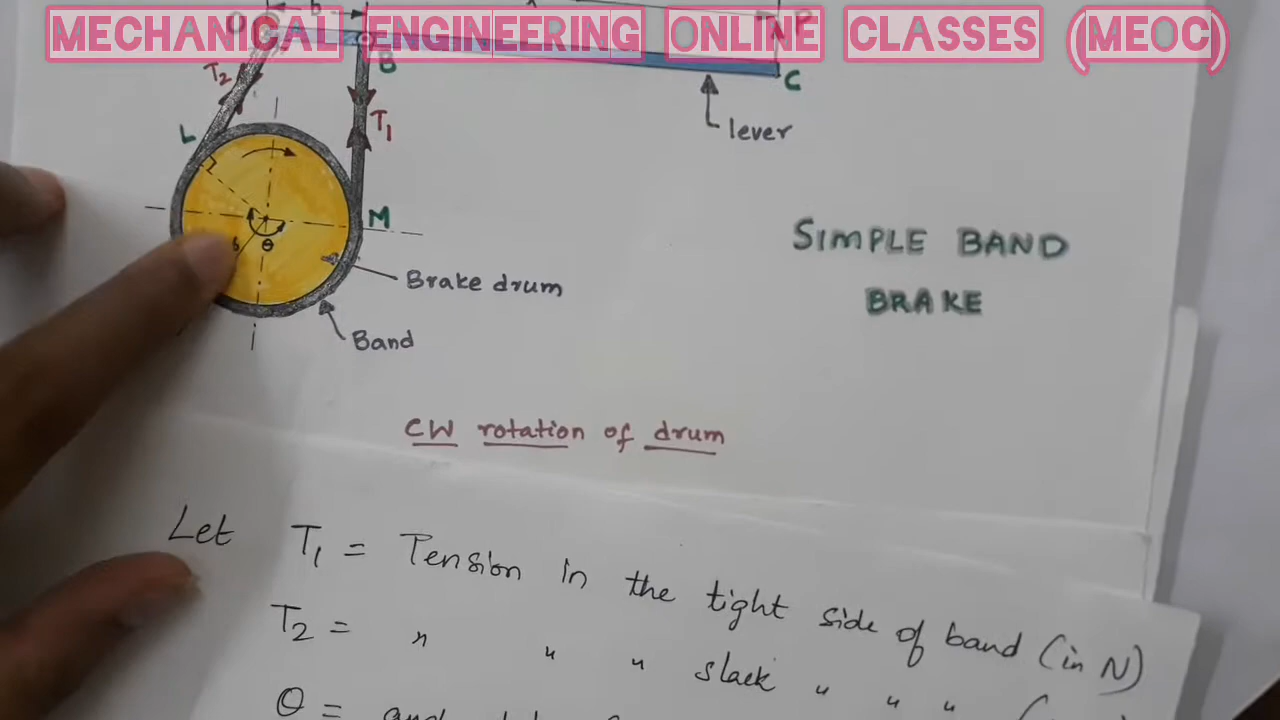 MECHANICAL ENGINEERING ONLINE CLASSES (MEOC)
O b P
B
C
T2
T1
L
lever
M
θ
SIMPLE BAND
BRAKE
Brake drum
Band
CW rotation of drum
Let T1 = Tension in the tight side of band (in N)
T2 = " " " slack " " "
θ =